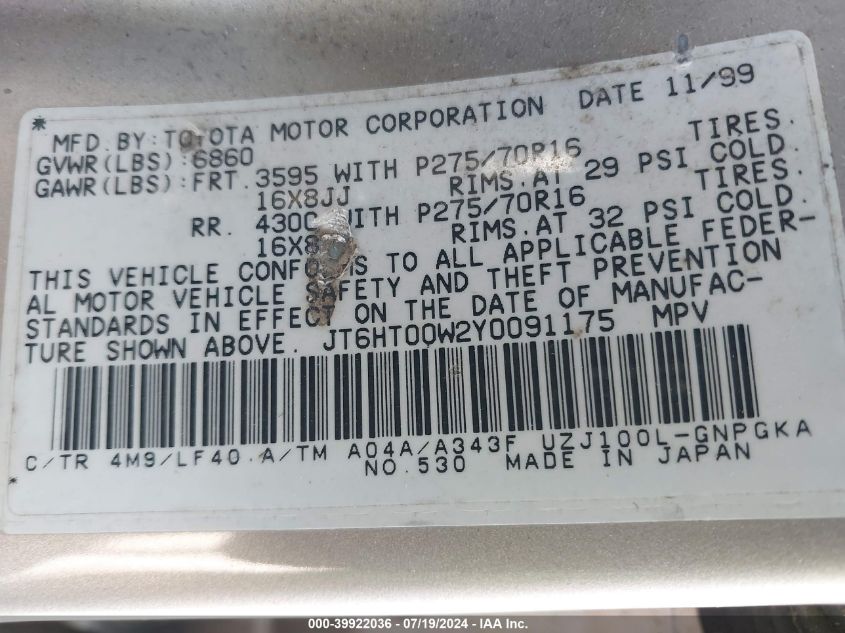 * MFD. BY: TOYOTA MOTOR CORPORATION DATE 11/99
GVWR(LBS):6860
GAWR(LBS):FRT. 3595 WITH P275/70R16 TIRES.
16X8JJ RIMS.AT 29 PSI COLD.
RR. 4300 WITH P275/70R16 TIRES.
16X8 RIMS.AT 32 PSI COLD.
THIS VEHICLE CONFORMS TO ALL APPLICABLE FEDER-
AL MOTOR VEHICLE SAFETY AND THEFT PREVENTION
STANDARDS IN EFFECT ON THE DATE OF MANUFAC-
TURE SHOWN ABOVE. JT6HT00W2Y0091175 MPV
C/TR 4M9/LF40 A/TM A04A/A343F UZJ100L-GNPGKA
* NO.530 MADE IN JAPAN
000-39922036 - 07/19/2024 - IAA Inc.